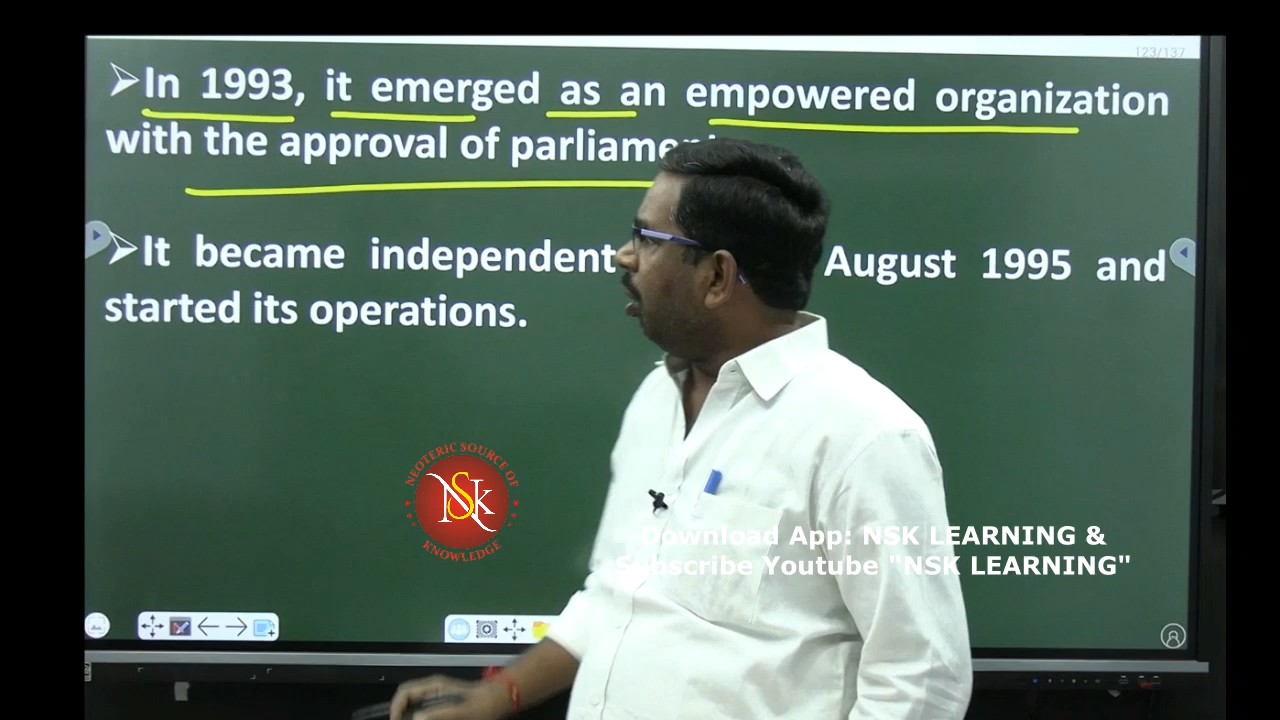 123/137
➢In 1993, it emerged as an empowered organization
with the approval of
➢It became independent August 1995 and
started its operations.
NEOTERIC SOURCE OF
NSK
KNOWLEDGE
Download App: NSK LEARNING &
Subscribe Youtube "NSK LEARNING"